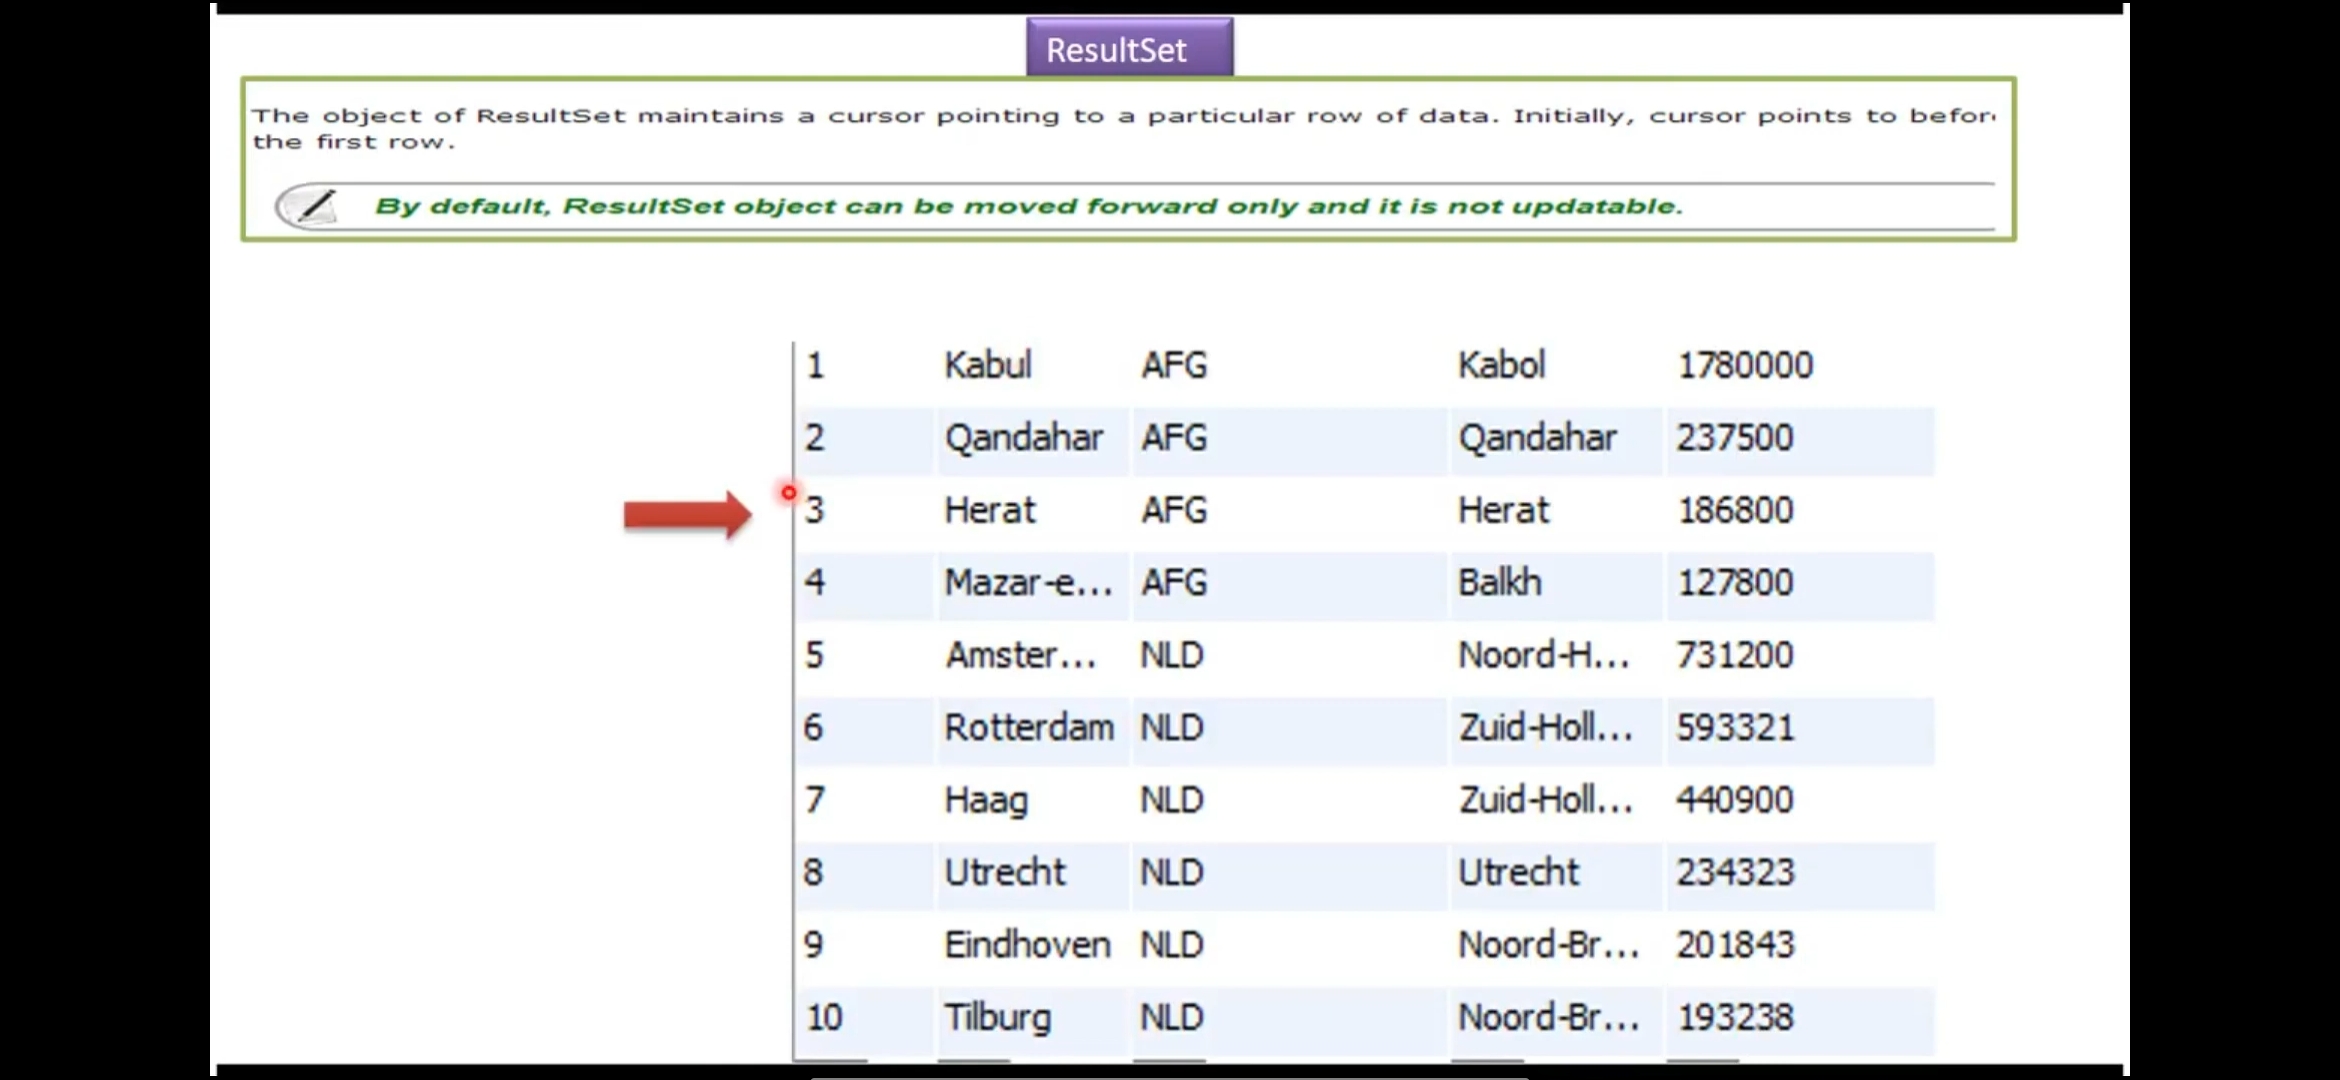 ResultSet
The object of ResultSet maintains a cursor pointing to a particular row of data. Initially, cursor points to before
the first row.
By default, ResultSet object can be moved forward only and it is not updatable.
1 Kabul AFG Kabol 1780000
2 Qandahar AFG Qandahar 237500
3 Herat AFG Herat 186800
4 Mazar-e... AFG Balkh 127800
5 Amster... NLD Noord-H... 731200
6 Rotterdam NLD Zuid-Holl... 593321
7 Haag NLD Zuid-Holl... 440900
8 Utrecht NLD Utrecht 234323
9 Eindhoven NLD Noord-Br... 201843
10 Tilburg NLD Noord-Br... 193238